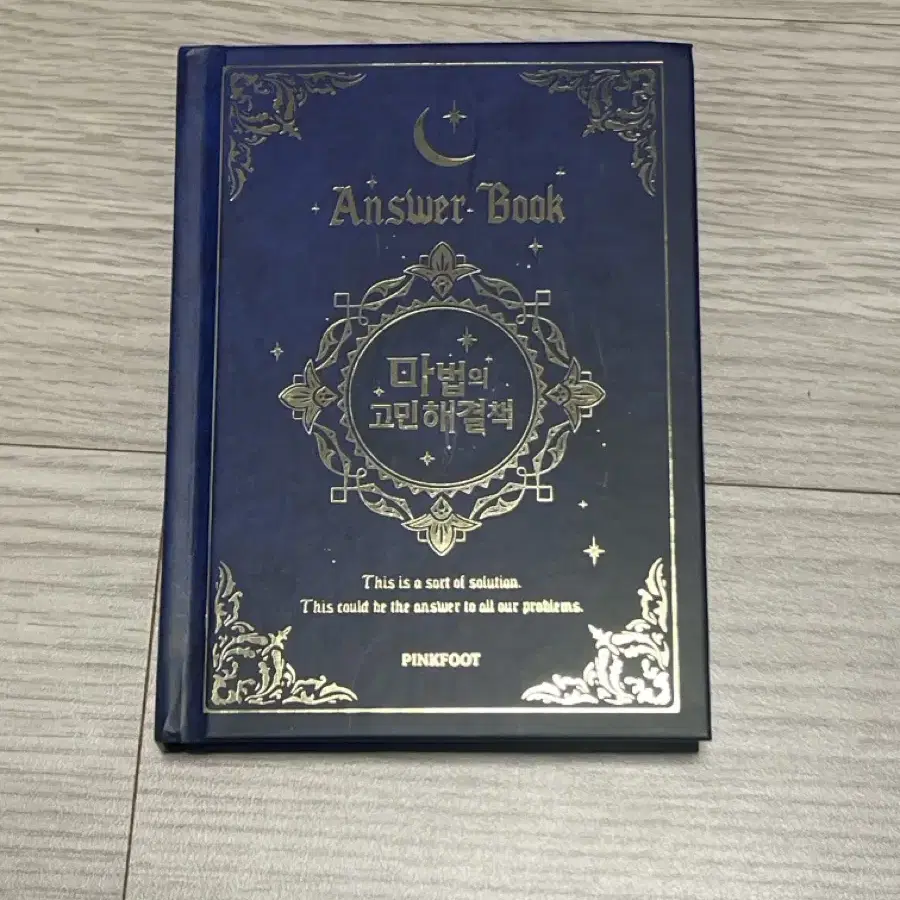 Answer Book
마법의
고민해결책
This is a sort of solution.
This could be the answer to all our problems.
PINKFOOT